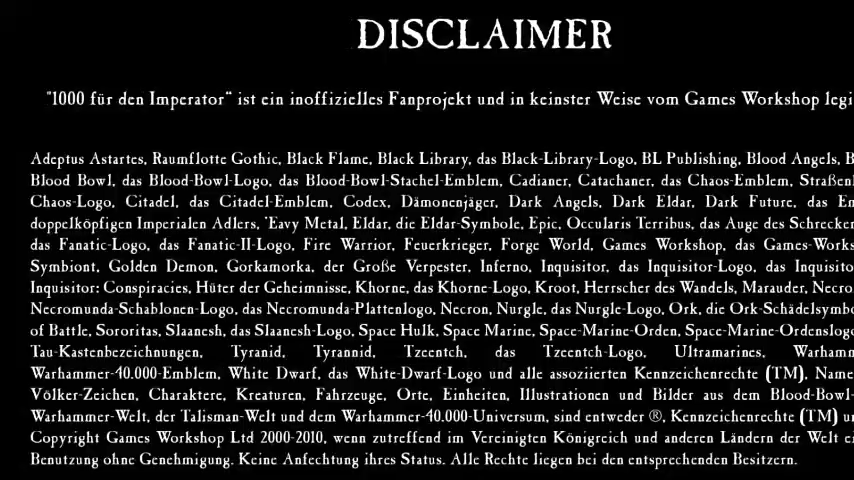 DISCLAIMER
"1000 für den Imperator“ ist ein inoffizielles Fanprojekt und in keinster Weise vom Games Workshop legi
Adeptus Astartes, Raumflotte Gothic, Black Flame, Black Library, das Black-Library-Logo, BL Publishing, Blood Angels, B
Blood Bowl, das Blood-Bowl-Logo, das Blood-Bowl-Stachel-Emblem, Cadianer, Catachaner, das Chaos-Emblem, Straßen
Chaos-Logo, Citadel, das Citadel-Emblem, Codex, Dämonenjäger, Dark Angels, Dark Eldar, Dark Future, das Em
doppelköpfigen Imperialen Adlers, 'Eavy Metal, Eldar, die Eldar-Symbole, Epic, Occularis Terribus, das Auge des Schrecken
das Fanatic-Logo, das Fanatic-II-Logo, Fire Warrior, Feuerkrieger, Forge World, Games Workshop, das Games-Works
Symbiont, Golden Demon, Gorkamorka, der Große Verpester, Inferno, Inquisitor, das Inquisitor-Logo, das Inquisito
Inquisitor: Conspiracies, Hüter der Geheimnisse, Khorne, das Khorne-Logo, Kroot, Herrscher des Wandels, Marauder, Necro
Necromunda-Schablonen-Logo, das Necromunda-Plattenlogo, Necron, Nurgle, das Nurgle-Logo, Ork, die Ork-Schädelsymbo
of Battle, Sororitas, Slaanesh, das Slaanesh-Logo, Space Hulk, Space Marine, Space-Marine-Orden, Space-Marine-Ordenslogo
Tau-Kastenbezeichnungen, Tyranid, Tyrannid, Tzeentch, das Tzeentch-Logo, Ultramarines, Warhamm
Warhammer-40.000-Emblem, White Dwarf, das White-Dwarf-Logo und alle assoziierten Kennzeichenrechte (TM), Name
Völker-Zeichen, Charaktere, Kreaturen, Fahrzeuge, Orte, Einheiten, Illustrationen und Bilder aus dem Blood-Bowl-
Warhammer-Welt, der Talisman-Welt und dem Warhammer-40.000-Universum, sind entweder ®, Kennzeichenrechte (TM) u
Copyright Games Workshop Ltd 2000-2010, wenn zutreffend im Vereinigten Königreich und anderen Ländern der Welt ei
Benutzung ohne Genehmigung. Keine Anfechtung ihres Status. Alle Rechte liegen bei den entsprechenden Besitzern.